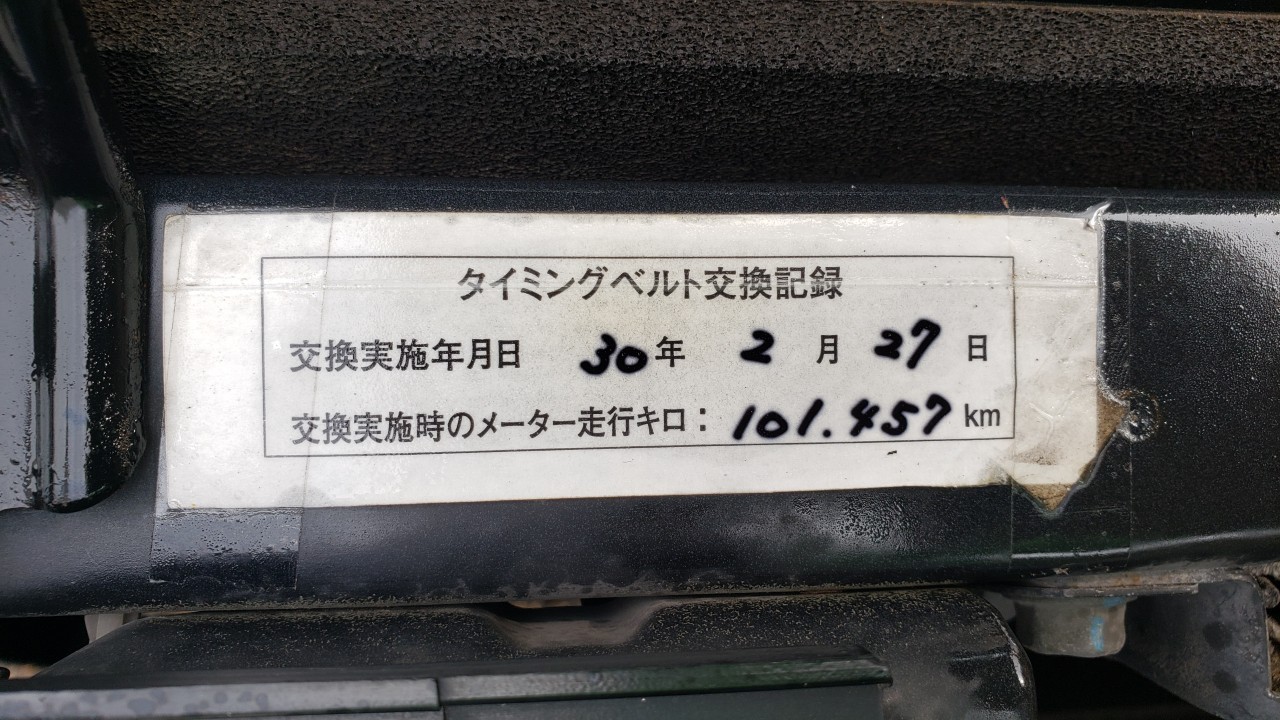 タイミングベルト交換記録
交換実施年月日 30年 2月 27日
交換実施時のメーター走行キロ： 101.457 km